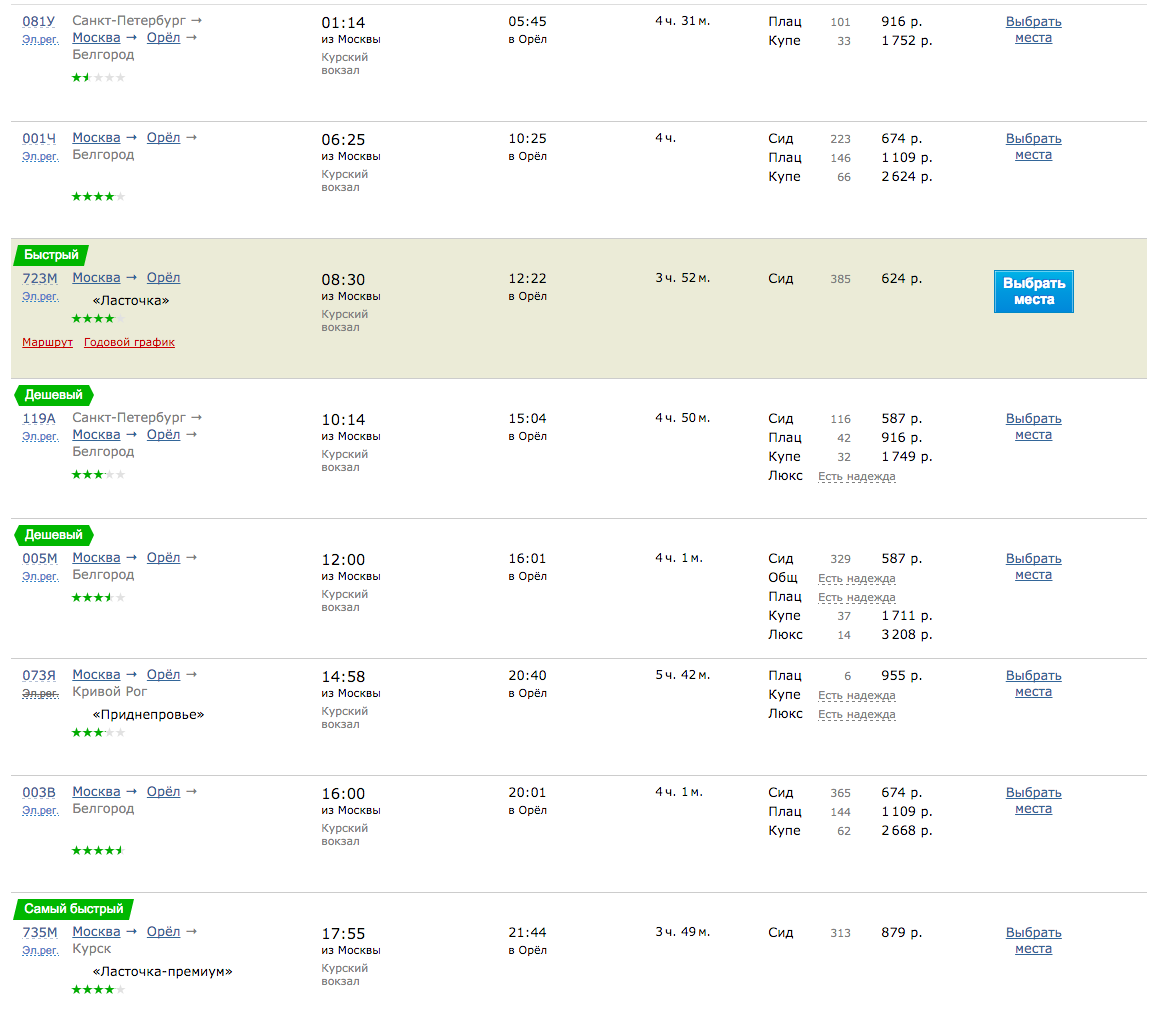 081У Санкт-Петербург → 01:14 05:45 4 ч. 31 м. Плац 101 916 р. Выбрать
Эл.рег. Москва → Орёл → из Москвы в Орёл Купе 33 1 752 р. места
Белгород Курский
вокзал
001Ч Москва → Орёл → 06:25 10:25 4 ч. Сид 223 674 р. Выбрать
Эл.рег. Белгород из Москвы в Орёл Плац 146 1 109 р. места
Курский Купе 66 2 624 р.
вокзал
Быстрый
723М Москва → Орёл 08:30 12:22 3 ч. 52 м. Сид 385 624 р. Выбрать
Эл.рег. «Ласточка» из Москвы в Орёл места
Курский
вокзал
Маршрут Годовой график
Дешевый
119А Санкт-Петербург → 10:14 15:04 4 ч. 50 м. Сид 116 587 р. Выбрать
Эл.рег. Москва → Орёл → из Москвы в Орёл Плац 42 916 р. места
Белгород Курский Купе 32 1 749 р.
вокзал Люкс Есть надежда
Дешевый
005М Москва → Орёл → 12:00 16:01 4 ч. 1 м. Сид 329 587 р. Выбрать
Эл.рег. Белгород из Москвы в Орёл Общ Есть надежда места
Курский Плац Есть надежда
вокзал Купе 37 1 711 р.
Люкс 14 3 208 р.
073Я Москва → Орёл → 14:58 20:40 5 ч. 42 м. Плац 6 955 р. Выбрать
Эл.рег. Кривой Рог из Москвы в Орёл Купе Есть надежда места
«Приднепровье» Курский Люкс Есть надежда
вокзал
003В Москва → Орёл → 16:00 20:01 4 ч. 1 м. Сид 365 674 р. Выбрать
Эл.рег. Белгород из Москвы в Орёл Плац 144 1 109 р. места
Курский Купе 62 2 668 р.
вокзал
Самый быстрый
735М Москва → Орёл → 17:55 21:44 3 ч. 49 м. Сид 313 879 р. Выбрать
Эл.рег. Курск из Москвы в Орёл места
«Ласточка-премиум» Курский
вокзал